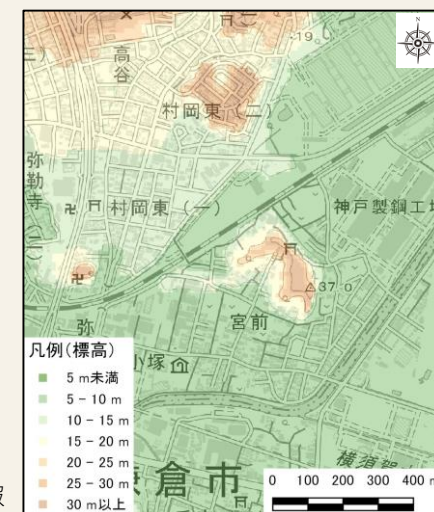 N
19
高谷
村岡東(二)
弥勒寺(二)
村岡東(一)
神戸製鋼工
37.0
宮前
弥
小塚
凡例(標高)
5 m未満
5 - 10 m
10 - 15 m
15 - 20 m
20 - 25 m
25 - 30 m
30 m以上
倉市
横須賀
0 100 200 300 400 m